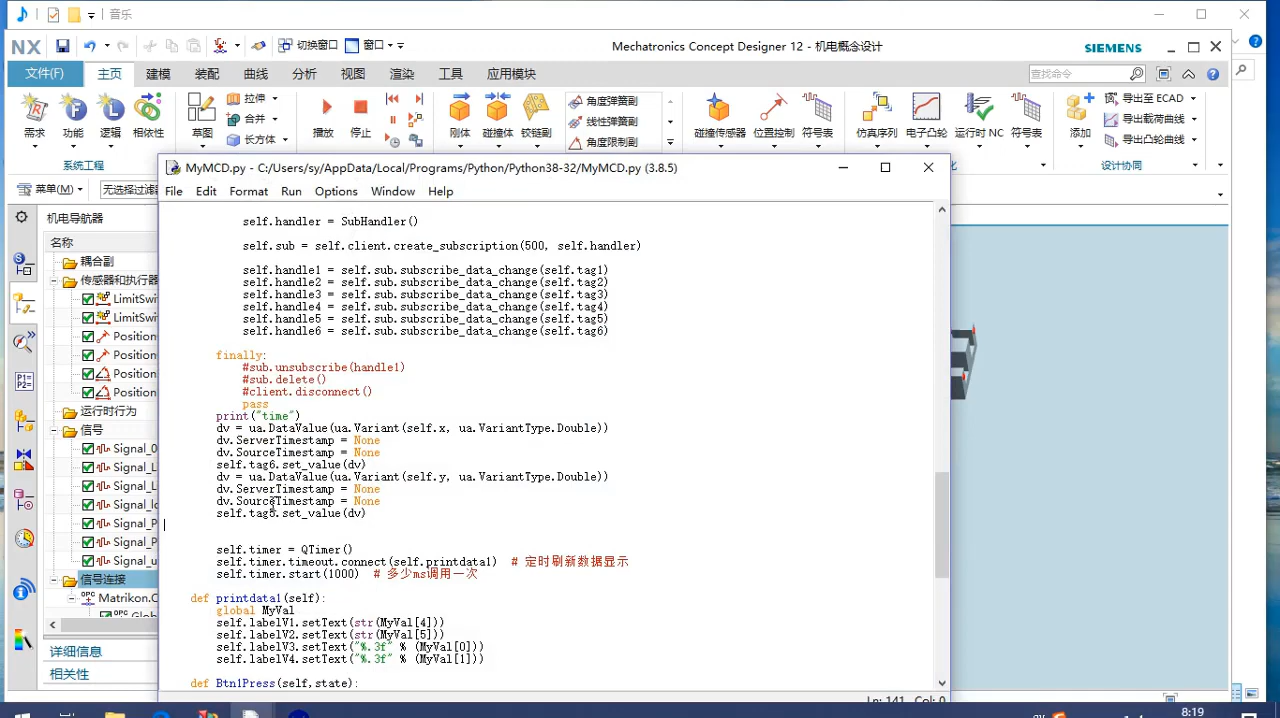 音乐
NX
切换窗口
窗口
Mechatronics Concept Designer 12 - 机电概念设计
SIEMENS
文件(F)
主页
建模
装配
曲线
分析
视图
渲染
工具
应用模块
查找命令
需求
功能
逻辑
相依性
草图
拉伸
合并
长方体
播放
停止
刚体
碰撞体
铰链副
角度弹簧副
线性弹簧副
角度限制副
碰撞传感器
位置控制
符号表
仿真序列
电子凸轮
运行时 NC
符号表
添加
导出至 ECAD
导出载荷曲线
导出凸轮曲线
系统工程
设计协同
菜单(M)
无选择过滤
机电导航器
名称
耦合副
传感器和执行
LimitSwi
LimitSwi
Position
Position
Position
Position
运行时行为
信号
Signal_0
Signal_L
Signal_L
Signal_lo
Signal_P
Signal_P
Signal_u
信号连接
Matrikon.O
Glob
详细信息
相关性
MyMCD.py - C:/Users/sy/AppData/Local/Programs/Python/Python38-32/MyMCD.py (3.8.5)
File Edit Format Run Options Window Help
self.handler = SubHandler()
self.sub = self.client.create_subscription(500, self.handler)
self.handle1 = self.sub.subscribe_data_change(self.tag1)
self.handle2 = self.sub.subscribe_data_change(self.tag2)
self.handle3 = self.sub.subscribe_data_change(self.tag3)
self.handle4 = self.sub.subscribe_data_change(self.tag4)
self.handle5 = self.sub.subscribe_data_change(self.tag5)
self.handle6 = self.sub.subscribe_data_change(self.tag6)
finally:
#sub.unsubscribe(handle1)
#sub.delete()
#client.disconnect()
pass
print("time")
dv = ua.DataValue(ua.Variant(self.x, ua.VariantType.Double))
dv.ServerTimestamp = None
dv.SourceTimestamp = None
self.tag6.set_value(dv)
dv = ua.DataValue(ua.Variant(self.y, ua.VariantType.Double))
dv.ServerTimestamp = None
dv.SourceTimestamp = None
self.tag5.set_value(dv)
self.timer = QTimer()
self.timer.timeout.connect(self.printdata1) # 定时刷新数据显示
self.timer.start(1000) # 多少ms调用一次
def printdata1(self):
global MyVal
self.labelV1.setText(str(MyVal[4]))
self.labelV2.setText(str(MyVal[5]))
self.labelV3.setText("%.3f" % (MyVal[0]))
self.labelV4.setText("%.3f" % (MyVal[1]))
def Btn1Press(self,state):
Ln: 141 Col: 0
8:19